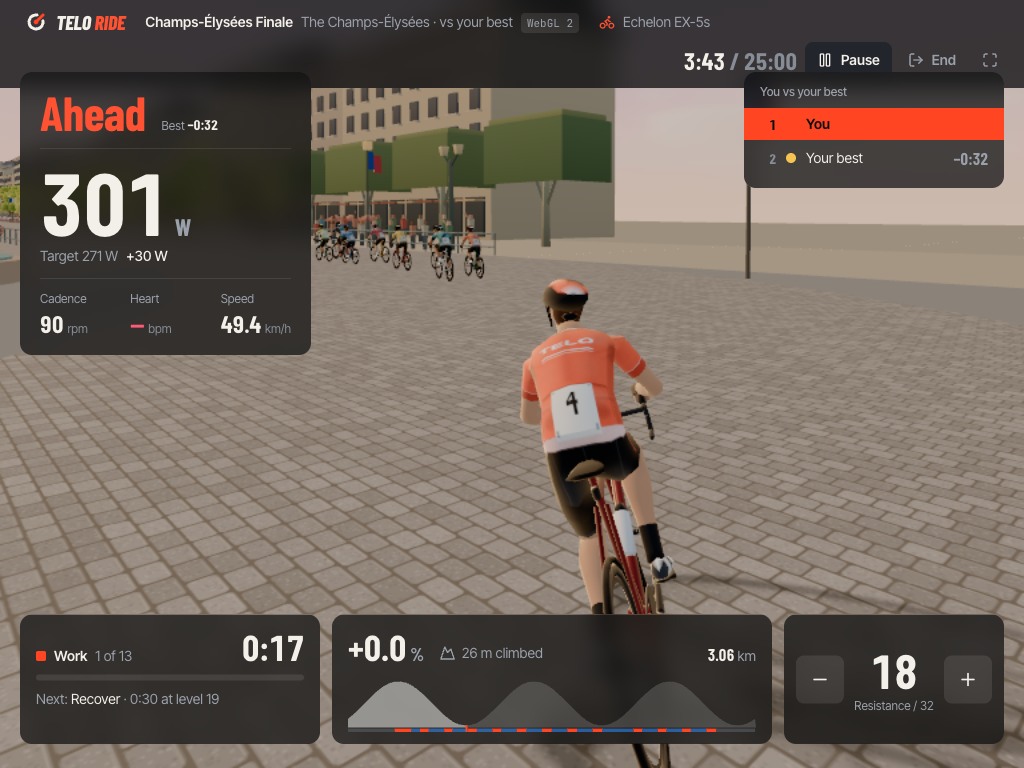 TELO RIDE Champs-Élysées Finale The Champs-Élysées · vs your best WebGL 2 Echelon EX-5s
3:43 / 25:00 Pause End
Ahead Best −0:32
301 W
Target 271 W +30 W
Cadence Heart Speed
90 rpm — bpm 49.4 km/h
You vs your best
1 You
2 Your best −0:32
TELO
4
Work 1 of 13 0:17
Next: Recover · 0:30 at level 19
+0.0 % 26 m climbed 3.06 km
− 18 +
Resistance / 32